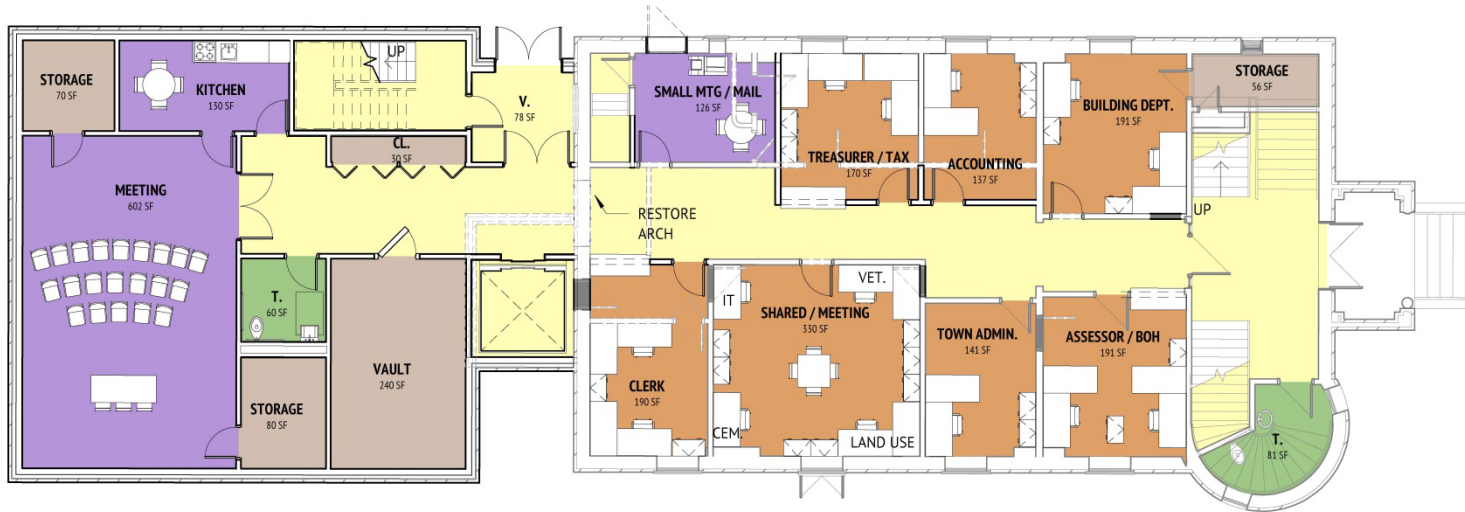 STORAGE
70 SF
KITCHEN
130 SF
UP
V.
78 SF
SMALL MTG / MAIL
126 SF
TREASURER / TAX
170 SF
ACCOUNTING
137 SF
BUILDING DEPT.
191 SF
STORAGE
56 SF
CL.
30 SF
MEETING
602 SF
RESTORE
ARCH
UP
T.
60 SF
VAULT
240 SF
STORAGE
80 SF
CLERK
190 SF
IT
VET.
SHARED / MEETING
330 SF
CEM.
LAND USE
TOWN ADMIN.
141 SF
ASSESSOR / BOH
191 SF
T.
81 SF